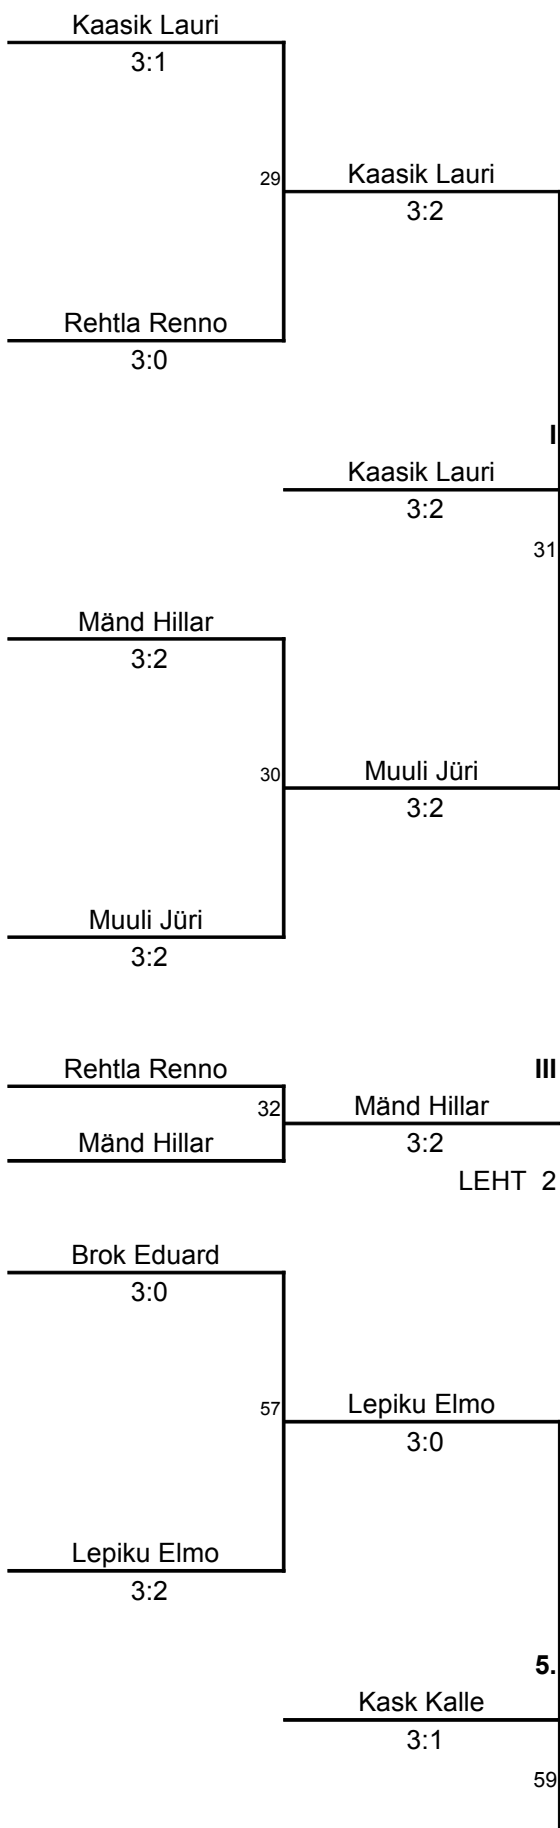 Kaasik Lauri
3:1
29
Kaasik Lauri
3:2
Rehtla Renno
3:0
I
Kaasik Lauri
3:2
31
Mänd Hillar
3:2
30
Muuli Jüri
3:2
Muuli Jüri
3:2
Rehtla Renno
III
32
Mänd Hillar
Mänd Hillar
3:2
LEHT 2
Brok Eduard
3:0
57
Lepiku Elmo
3:0
Lepiku Elmo
3:2
5.
Kask Kalle
3:1
59